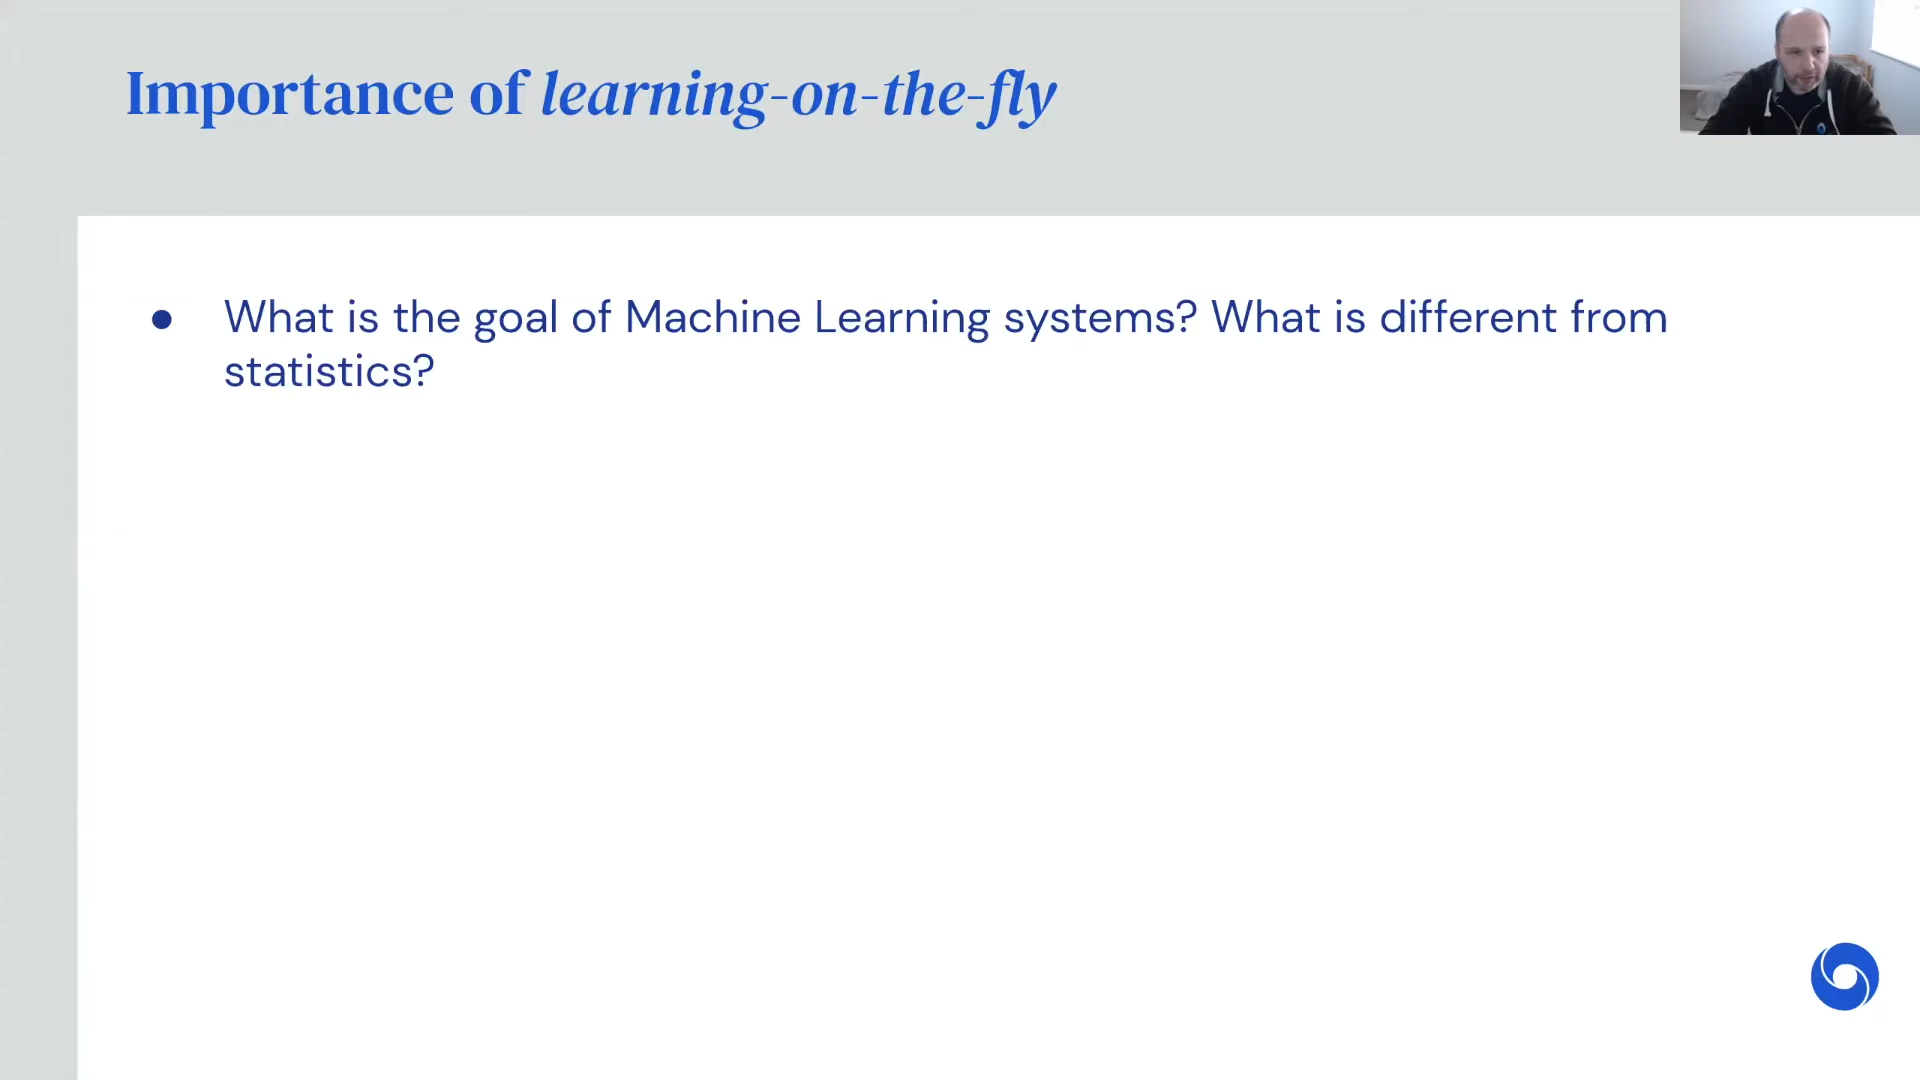 Importance of learning-on-the-fly
● What is the goal of Machine Learning systems? What is different from
statistics?